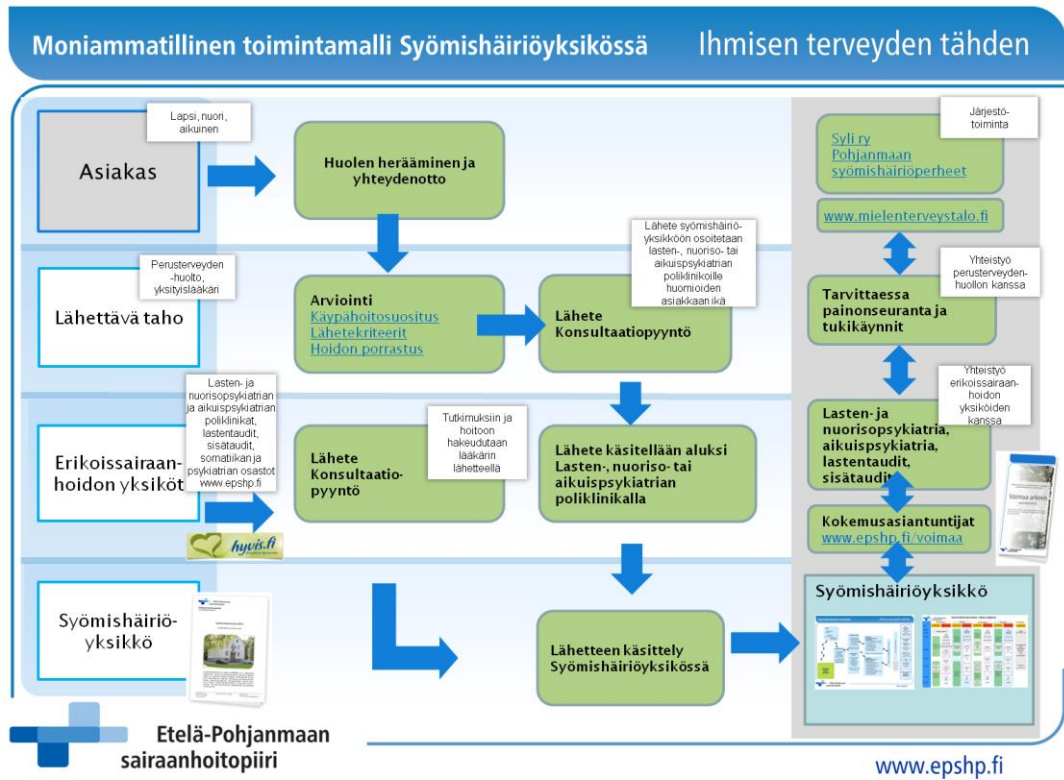 Moniammatillinen toimintamalli Syömishäiriöyksikössä
Ihmisen terveyden tähden
Asiakas
Lapsi, nuori,
aikuinen
Huolen herääminen ja
yhteydenotto
Järjestö-
toiminta
Syli ry
Pohjanmaan
syömishäiriöperheet
www.mielenterveystalo.fi
Lähettävä taho
Perusterveyden
-huolto,
yksityislääkäri
Arviointi
Käypähoitosuositus
Lähetekriteerit
Hoidon porrastus
Lähete syömishäiriö-
yksikköön osoitetaan
lasten-, nuoriso- tai
aikuispsykiatrian
poliklinikoille
huomioiden
asiakkaan ikä
Lähete
Konsultaatiopyyntö
Yhteistyö
perusterveyden-
huollon kanssa
Tarvittaessa
painonseuranta ja
tukikäynnit
Erikoissairaan-
hoidon yksiköt
Lasten- ja
nuorisopsykiatrian
ja aikuispsykiatrian
poliklinikat,
lastentaudit,
sisätaudit,
somatiikan ja
psykiatrian osastot
www.epshp.fi
hyvis.fi
Lähete
Konsultaatio-
pyyntö
Tutkimuksiin ja
hoitoon
hakeudutaan
lääkärin
lähetteellä
Lähete käsitellään aluksi
Lasten-, nuoriso- tai
aikuispsykiatrian
poliklinikalla
Yhteistyö
erikoissairaan-
hoidon
yksiköiden
kanssa
Lasten- ja
nuorisopsykiatria,
aikuispsykiatria,
lastentaudit,
sisätaudit
Voimaa arkeen
Kokemusasiantuntijat
www.epshp.fi/voimaa
Syömishäiriö-
yksikkö
Lähetteen käsittely
Syömishäiriöyksikössä
Syömishäiriöyksikkö
Etelä-Pohjanmaan
sairaanhoitopiiri
www.epshp.fi